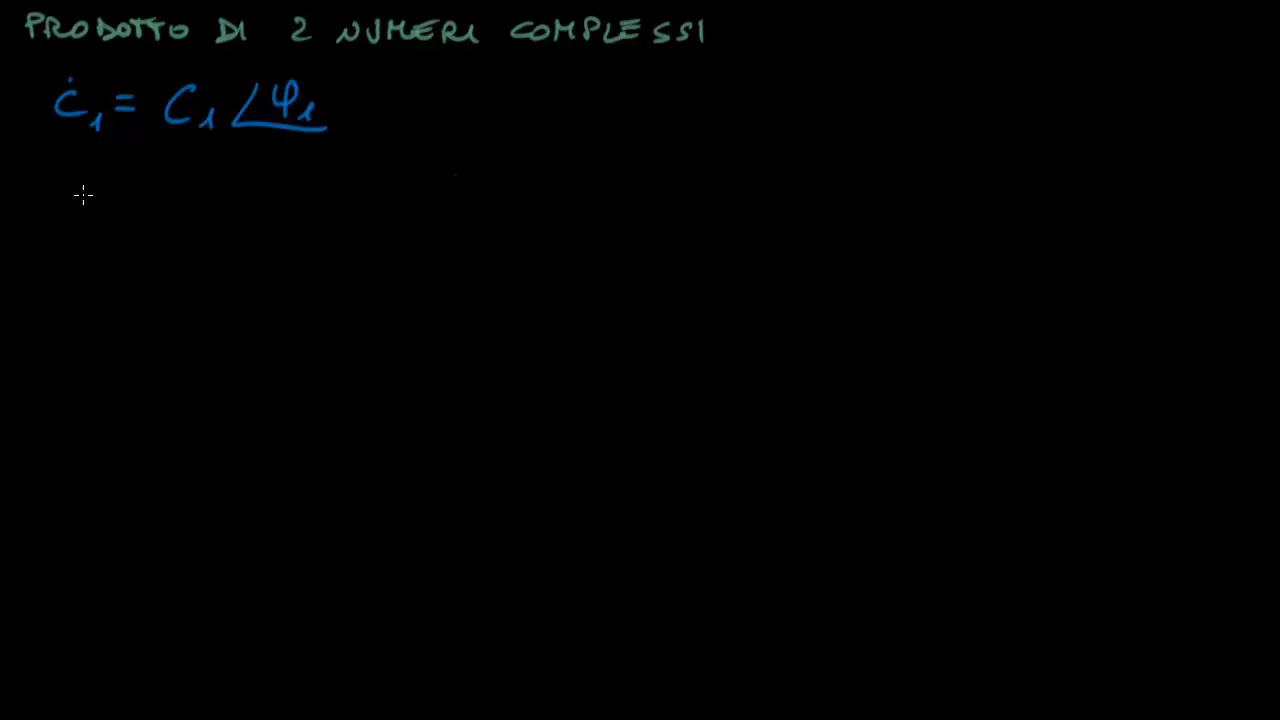 PRODOTTO DI 2 NUMERI COMPLESSI
Ċ₁ = C₁ ∠φ₁